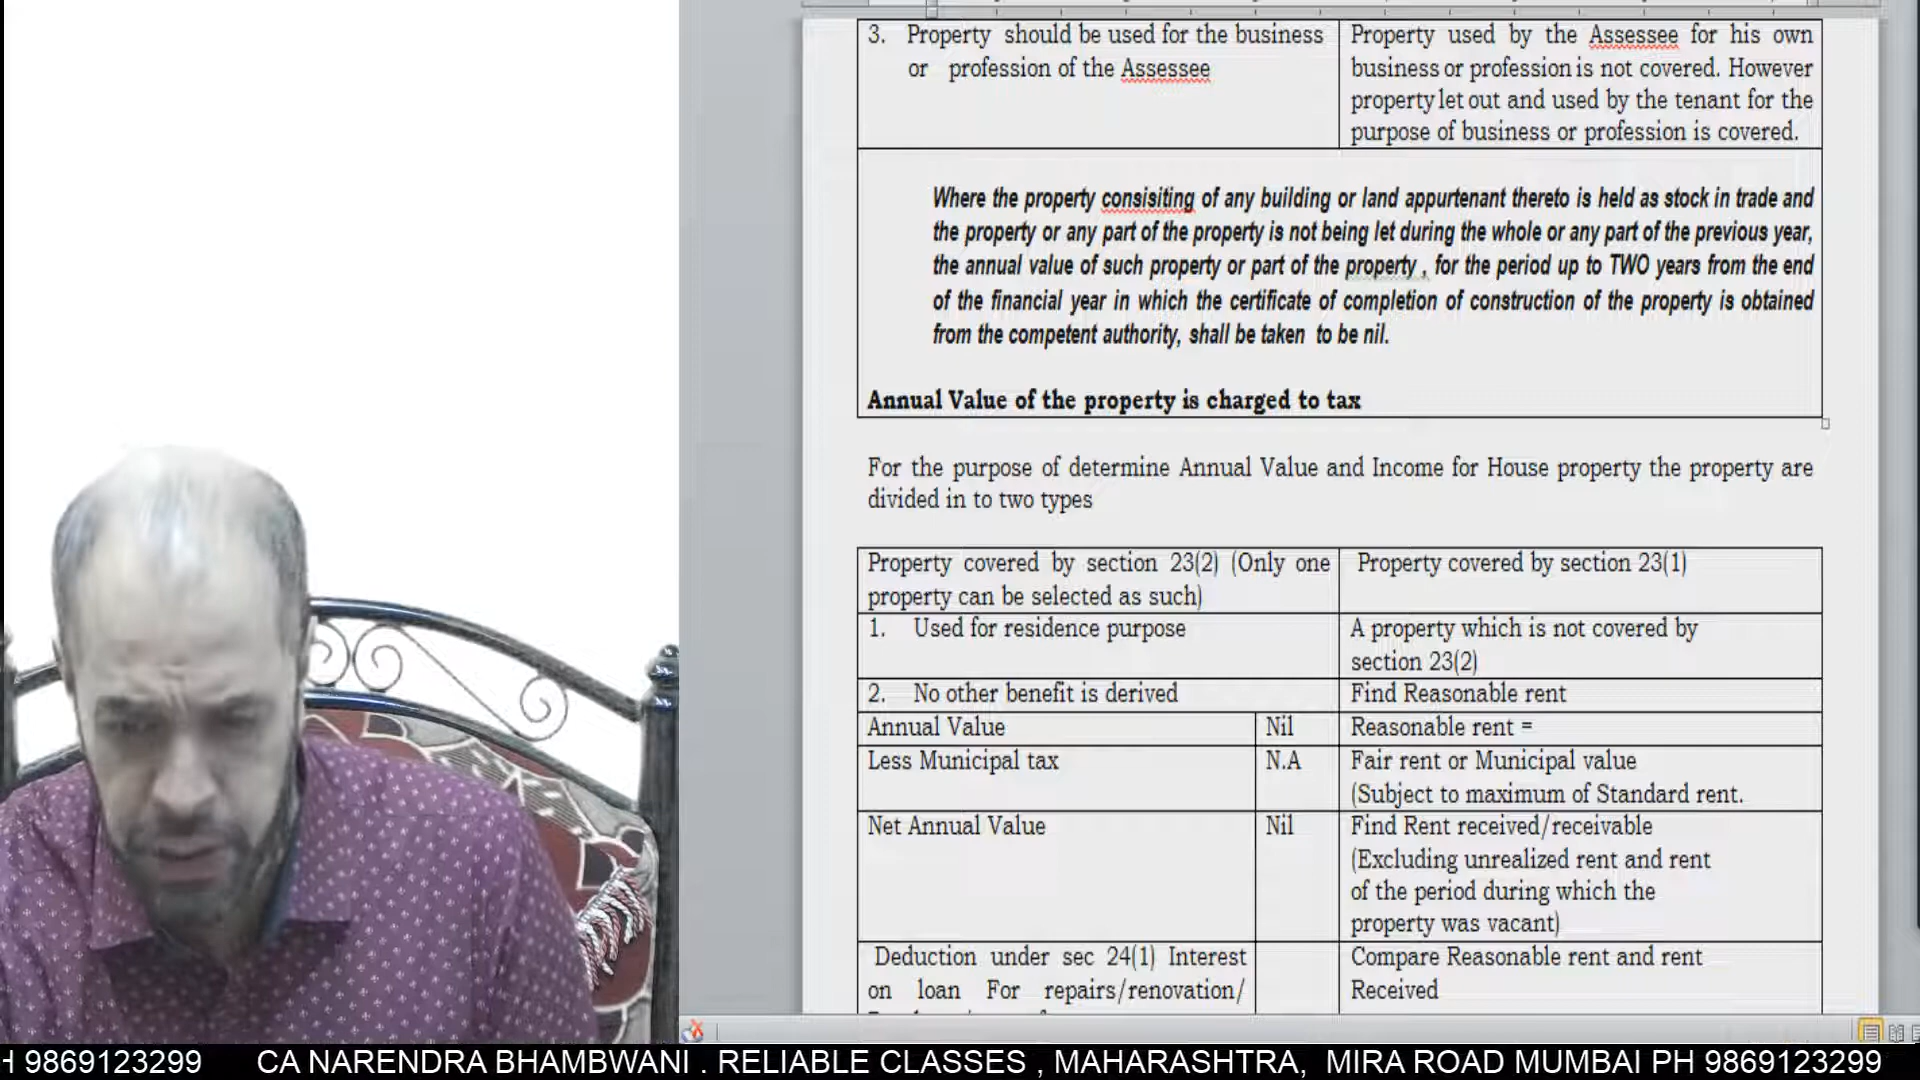 3. Property should be used for the business
or profession of the Assessee
Property used by the Assessee for his own
business or profession is not covered. However
property let out and used by the tenant for the
purpose of business or profession is covered.
Where the property consisiting of any building or land appurtenant thereto is held as stock in trade and
the property or any part of the property is not being let during the whole or any part of the previous year,
the annual value of such property or part of the property , for the period up to TWO years from the end
of the financial year in which the certificate of completion of construction of the property is obtained
from the competent authority, shall be taken to be nil.
Annual Value of the property is charged to tax
For the purpose of determine Annual Value and Income for House property the property are
divided in to two types
Property covered by section 23(2) (Only one
property can be selected as such)
Property covered by section 23(1)
1. Used for residence purpose
A property which is not covered by
section 23(2)
2. No other benefit is derived
Find Reasonable rent
Annual Value Nil
Reasonable rent =
Less Municipal tax N.A
Fair rent or Municipal value
(Subject to maximum of Standard rent.
Net Annual Value Nil
Find Rent received/receivable
(Excluding unrealized rent and rent
of the period during which the
property was vacant)
Deduction under sec 24(1) Interest
on loan For repairs/renovation/
Compare Reasonable rent and rent
Received
H 9869123299 CA NARENDRA BHAMBWANI . RELIABLE CLASSES , MAHARASHTRA, MIRA ROAD MUMBAI PH 9869123299